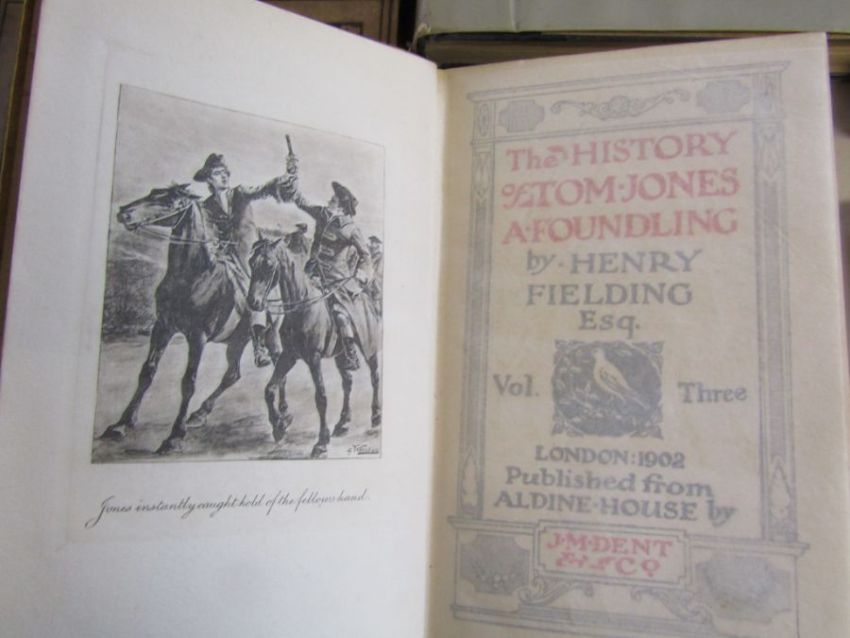 Jones instantly caught hold of the fellows hand.
The HISTORY
of TOM·JONES
A·FOUNDLING
by·HENRY
FIELDING
Esq.
Vol. Three
LONDON:1902
Published from
ALDINE·HOUSE by
J·M·DENT
& CO